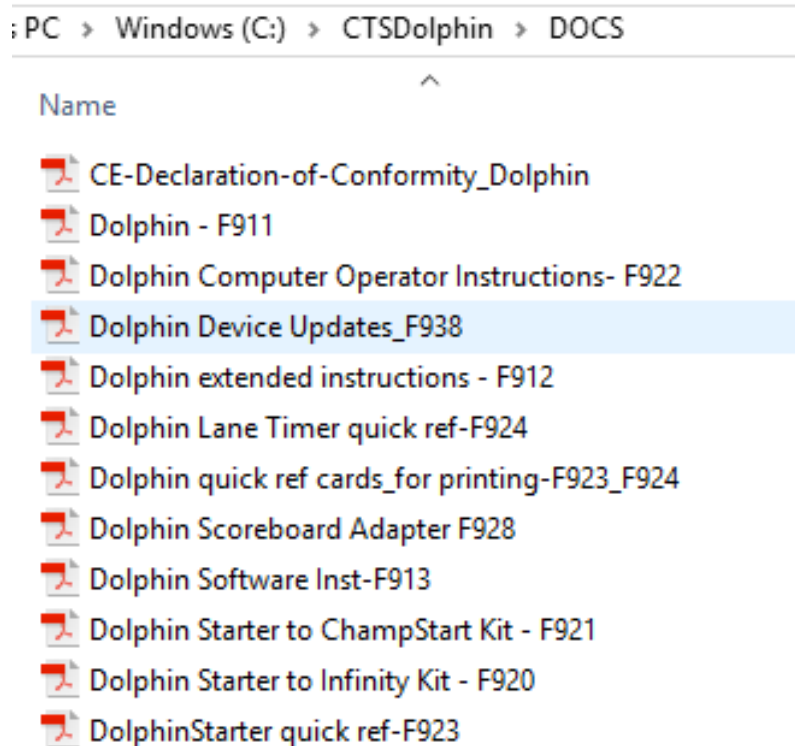 s PC > Windows (C:) > CTSDolphin > DOCS
Name
CE-Declaration-of-Conformity_Dolphin
Dolphin - F911
Dolphin Computer Operator Instructions- F922
Dolphin Device Updates_F938
Dolphin extended instructions - F912
Dolphin Lane Timer quick ref-F924
Dolphin quick ref cards_for printing-F923_F924
Dolphin Scoreboard Adapter F928
Dolphin Software Inst-F913
Dolphin Starter to ChampStart Kit - F921
Dolphin Starter to Infinity Kit - F920
DolphinStarter quick ref-F923